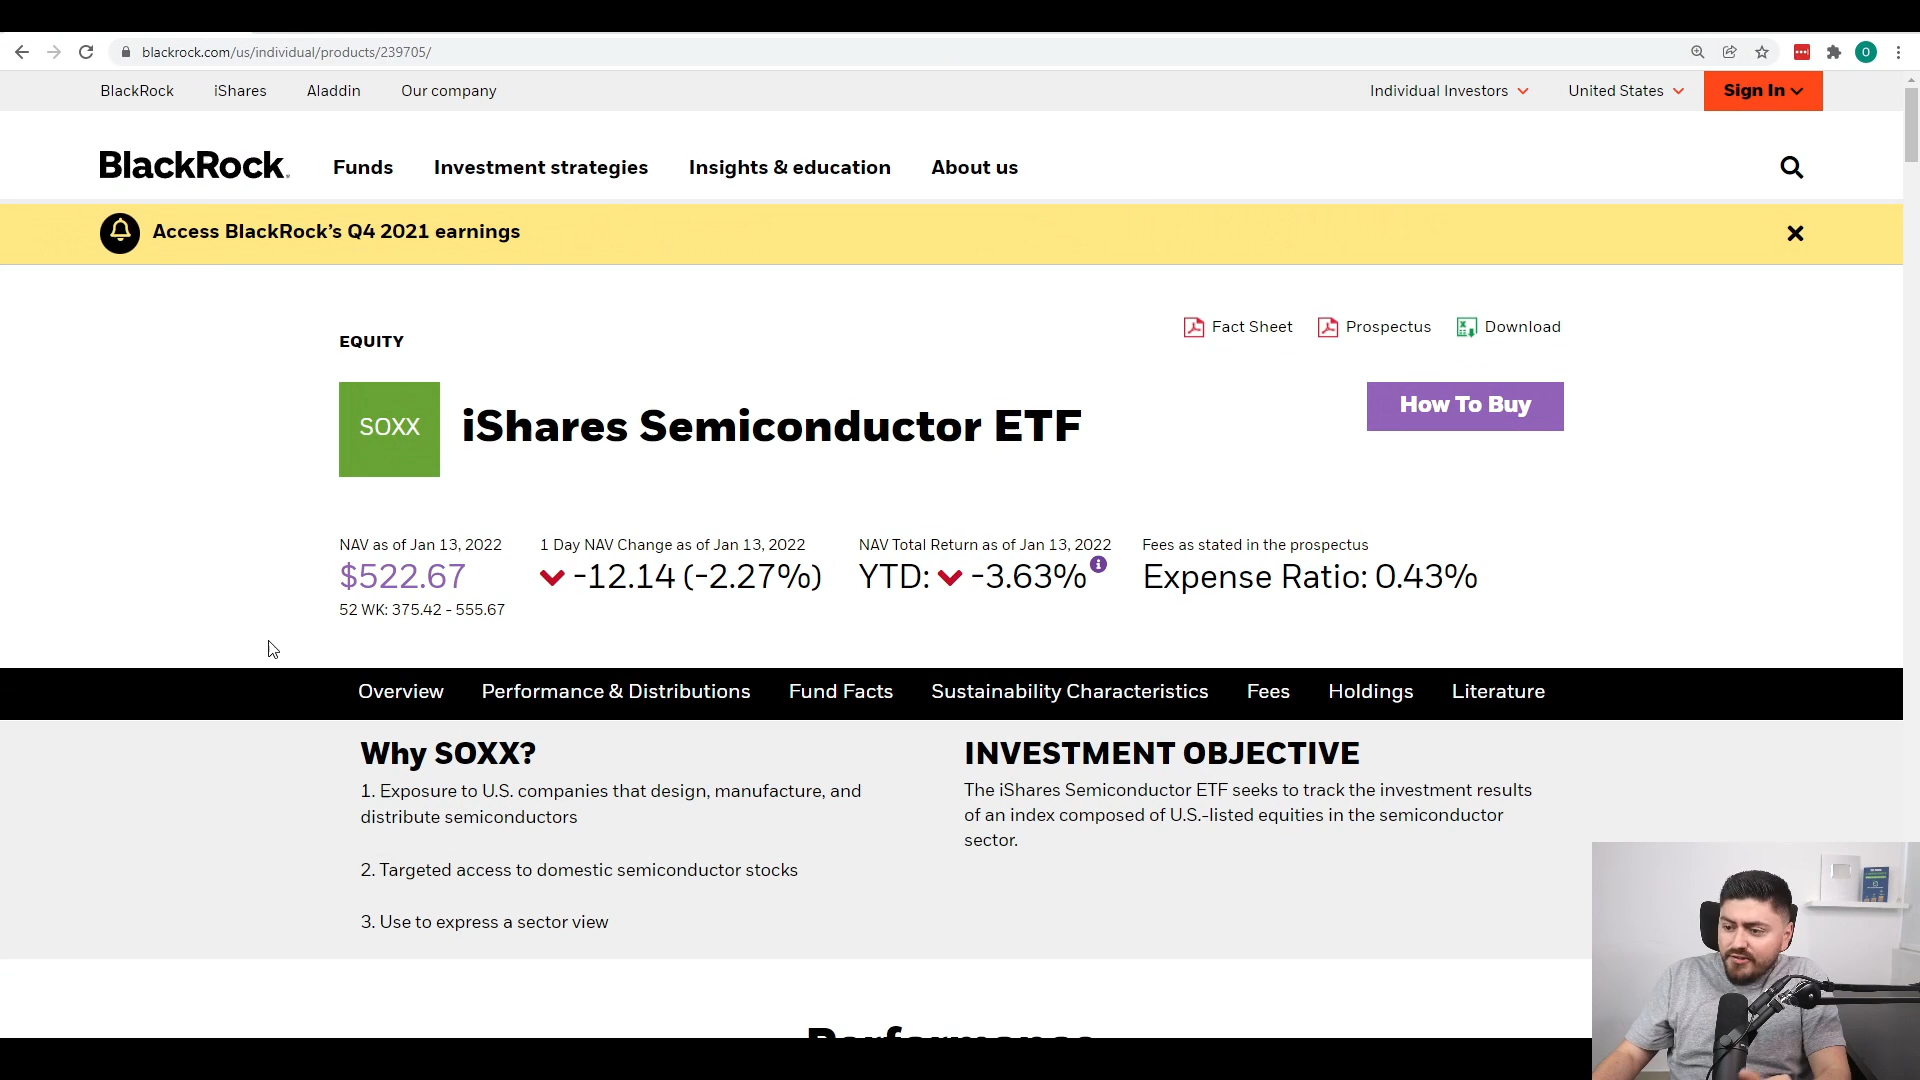 blackrock.com/us/individual/products/239705/
O
BlackRock iShares Aladdin Our company Individual Investors United States Sign In
BlackRock. Funds Investment strategies Insights & education About us
Access BlackRock's Q4 2021 earnings
Fact Sheet Prospectus Download
EQUITY
SOXX iShares Semiconductor ETF How To Buy
NAV as of Jan 13, 2022 1 Day NAV Change as of Jan 13, 2022 NAV Total Return as of Jan 13, 2022 Fees as stated in the prospectus
$522.67 -12.14 (-2.27%) YTD: -3.63% Expense Ratio: 0.43%
52 WK: 375.42 - 555.67
Overview Performance & Distributions Fund Facts Sustainability Characteristics Fees Holdings Literature
Why SOXX?
1. Exposure to U.S. companies that design, manufacture, and
distribute semiconductors
2. Targeted access to domestic semiconductor stocks
3. Use to express a sector view
INVESTMENT OBJECTIVE
The iShares Semiconductor ETF seeks to track the investment results
of an index composed of U.S.-listed equities in the semiconductor
sector.
Performance